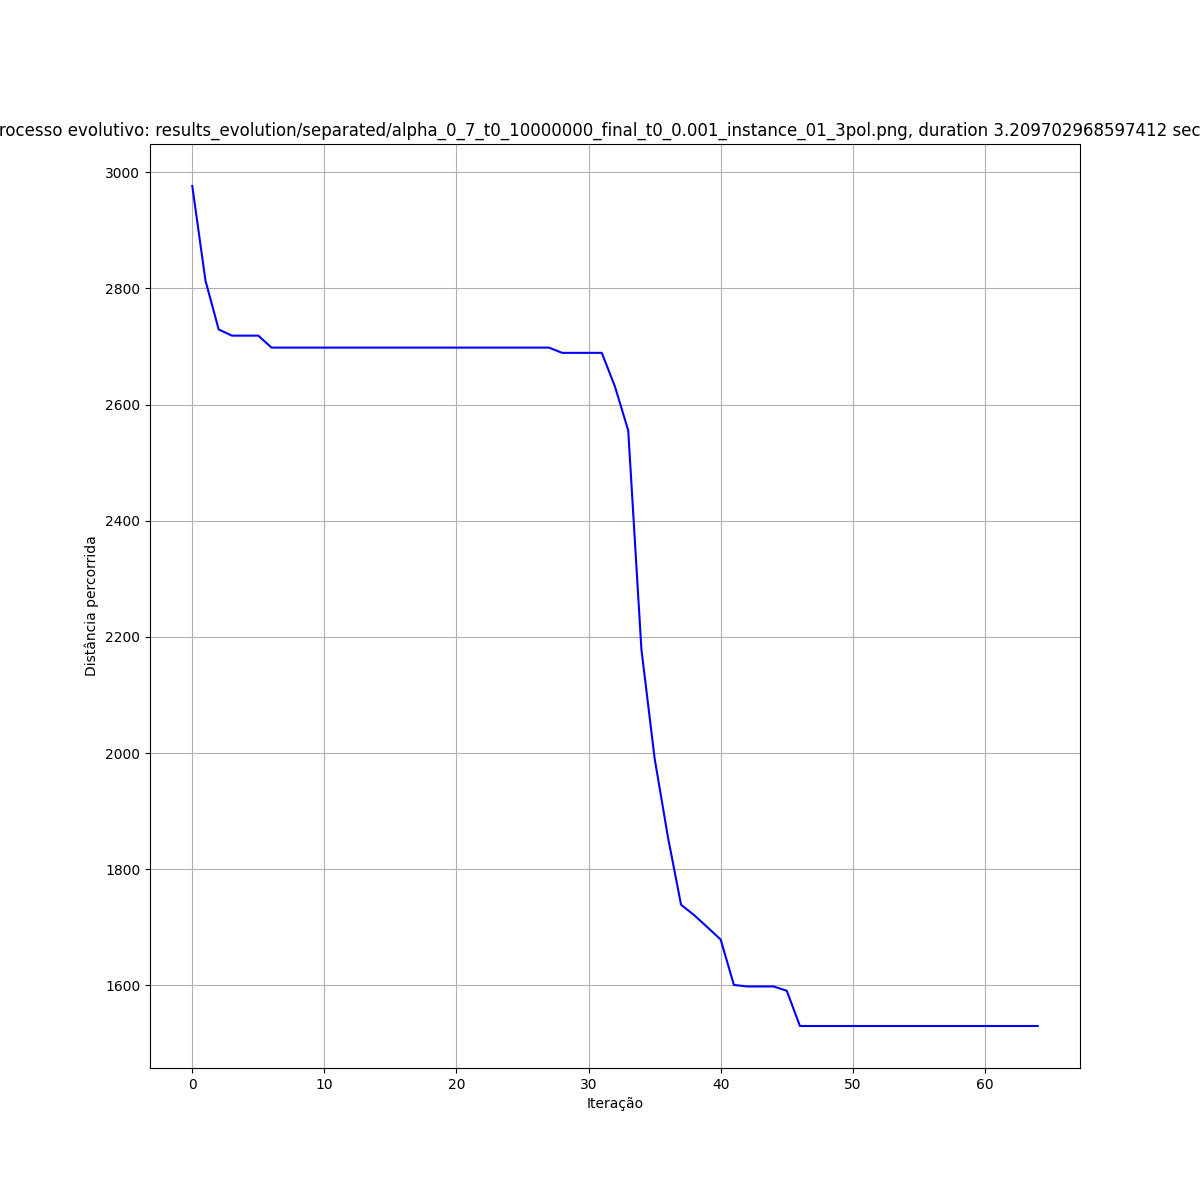 rocesso evolutivo: results_evolution/separated/alpha_0_7_t0_10000000_final_t0_0.001_instance_01_3pol.png, duration 3.209702968597412 sec
3000
2800
2600
2400
2200
2000
1800
1600
Distância percorrida
0 10 20 30 40 50 60
Iteração